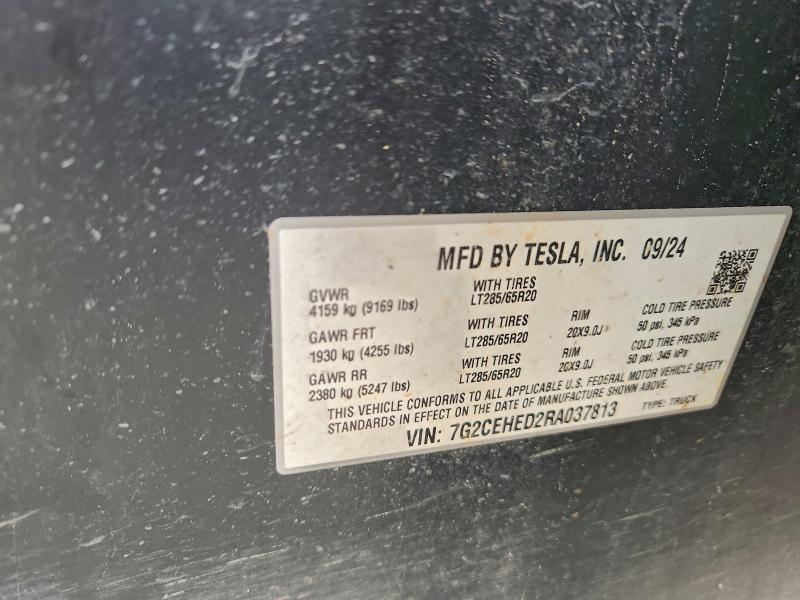 MFD BY TESLA, INC. 09/24
GVWR
4159 kg (9169 lbs)
WITH TIRES
LT285/65R20
GAWR FRT
1930 kg (4255 lbs)
WITH TIRES
LT285/65R20
RIM
20X9.0J
COLD TIRE PRESSURE
50 psi, 345 kPa
GAWR RR
2380 kg (5247 lbs)
WITH TIRES
LT285/65R20
RIM
20X9.0J
COLD TIRE PRESSURE
50 psi, 345 kPa
THIS VEHICLE CONFORMS TO ALL APPLICABLE U.S. FEDERAL MOTOR VEHICLE SAFETY
STANDARDS IN EFFECT ON THE DATE OF MANUFACTURE SHOWN ABOVE.
VIN: 7G2CEHED2RA037813 TYPE: TRUCK